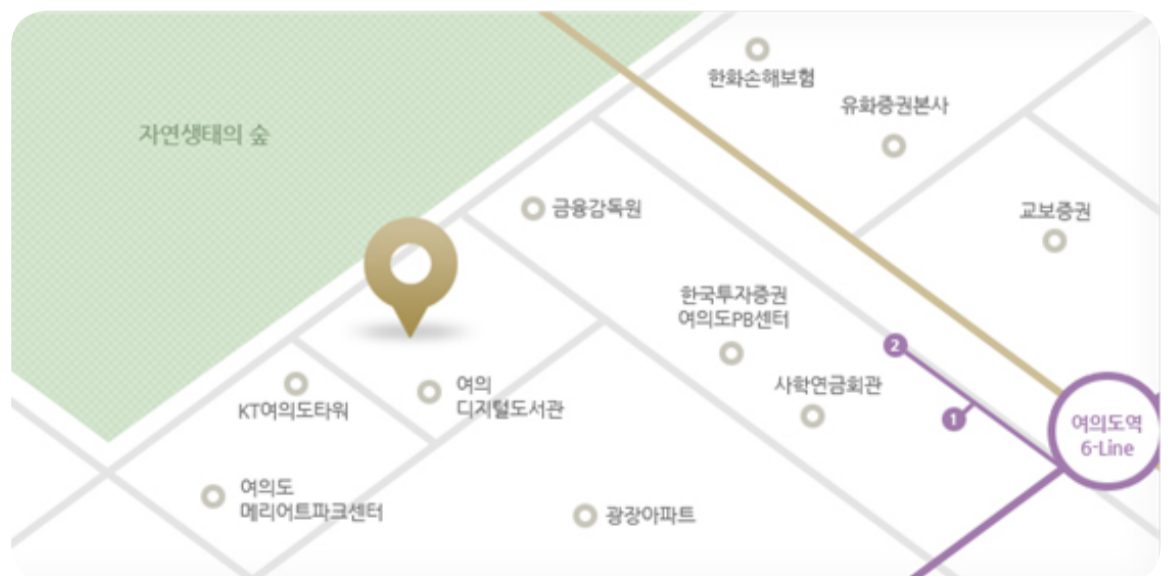 한화손해보험
유화증권본사
자연생태의 숲
금융감독원
교보증권
한국투자증권
여의도PB센터
2
사학연금회관
1
여의도역
6-Line
여의
디지털도서관
KT여의도타워
여의도
메리어트파크센터
광장아파트